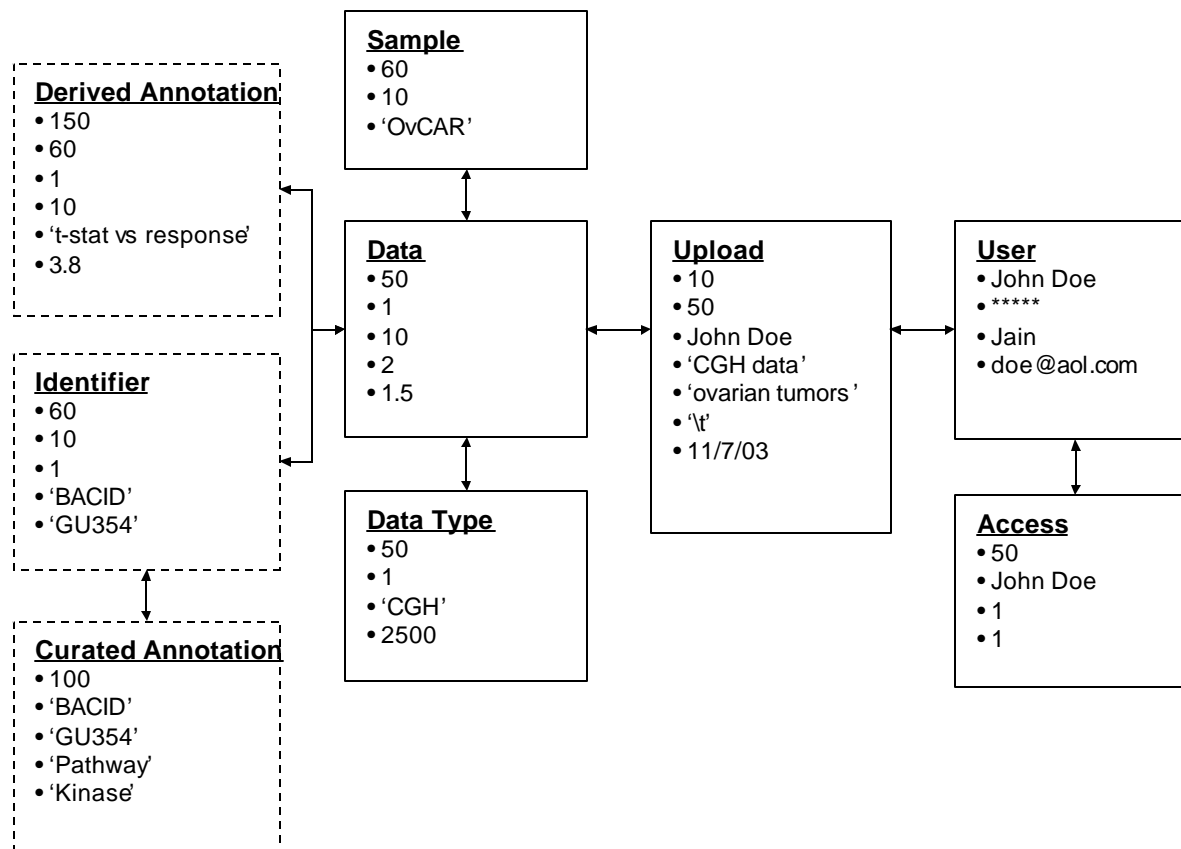 Sample
• 60
• 10
• ‘OvCAR’
Derived Annotation
• 150
• 60
• 1
• 10
• ‘t-stat vs response’
• 3.8
Data
• 50
• 1
• 10
• 2
• 1.5
Upload
• 10
• 50
• John Doe
• ‘CGH data’
• ‘ovarian tumors’
• ‘\t’
• 11/7/03
User
• John Doe
• *****
• Jain
• doe@aol.com
Identifier
• 60
• 10
• 1
• ‘BACID’
• ‘GU354’
Data Type
• 50
• 1
• ‘CGH’
• 2500
Access
• 50
• John Doe
• 1
• 1
Curated Annotation
• 100
• ‘BACID’
• ‘GU354’
• ‘Pathway’
• ‘Kinase’